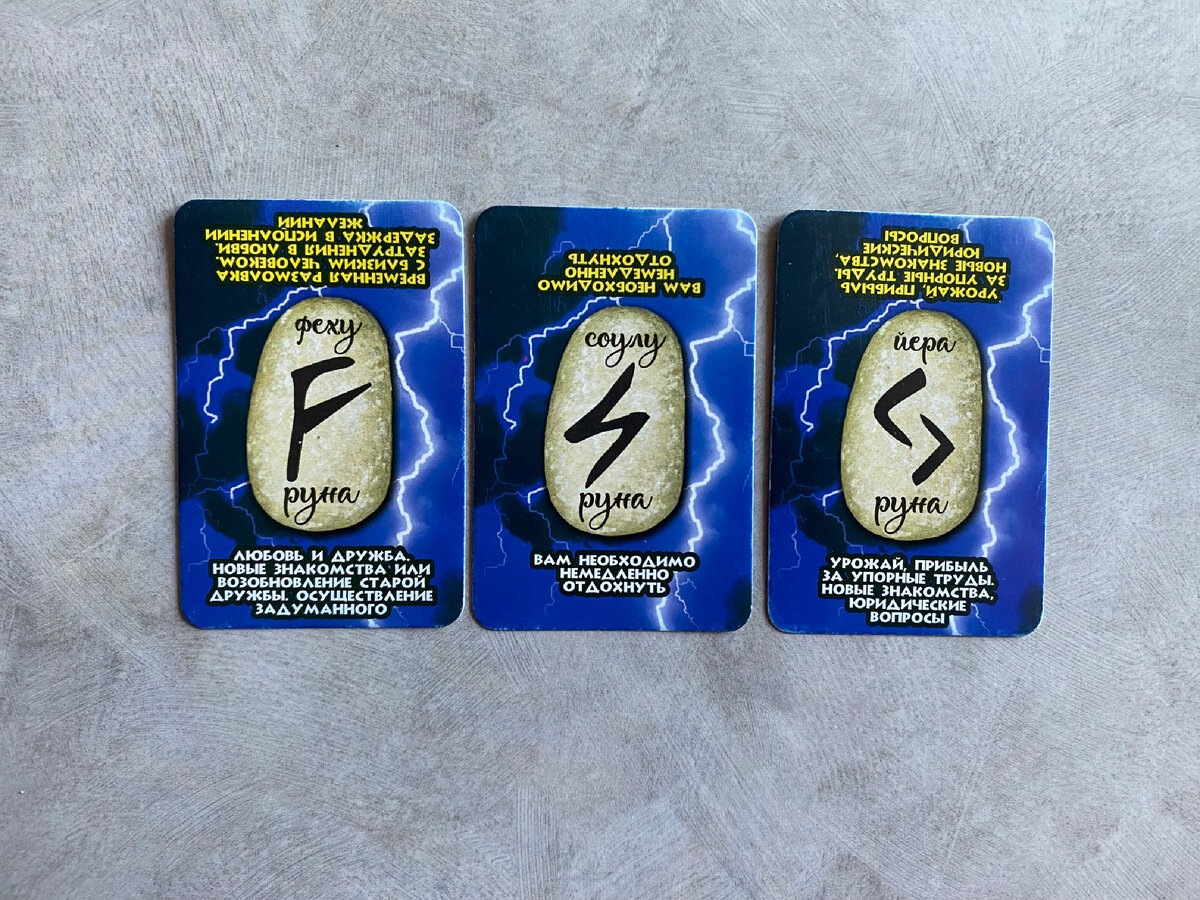 ВРЕМЕННАЯ РАЗМОЛВКА
С БЛИЗКИМ ЧЕЛОВЕКОМ.
ЗАТРУДНЕНИЯ В ЛЮБВИ.
ЗАДЕРЖКА В ИСПОЛНЕНИИ
ЖЕЛАНИЙ
феху
руна
ЛЮБОВЬ И ДРУЖБА.
НОВЫЕ ЗНАКОМСТВА ИЛИ
ВОЗОБНОВЛЕНИЕ СТАРОЙ
ДРУЖБЫ. ОСУЩЕСТВЛЕНИЕ
ЗАДУМАННОГО
ВАМ НЕОБХОДИМО
НЕМЕДЛЕННО
ОТДОХНУТЬ
соулу
руна
ВАМ НЕОБХОДИМО
НЕМЕДЛЕННО
ОТДОХНУТЬ
УРОЖАЙ, ПРИБЫЛЬ
ЗА УПОРНЫЕ ТРУДЫ.
НОВЫЕ ЗНАКОМСТВА,
ЮРИДИЧЕСКИЕ
ВОПРОСЫ
йера
руна
УРОЖАЙ, ПРИБЫЛЬ
ЗА УПОРНЫЕ ТРУДЫ.
НОВЫЕ ЗНАКОМСТВА,
ЮРИДИЧЕСКИЕ
ВОПРОСЫ